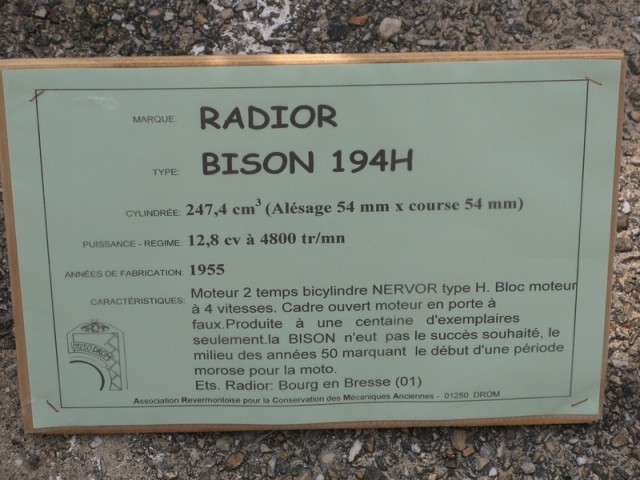 MARQUE: RADIOR
TYPE: BISON 194H
CYLINDRÉE: 247,4 cm³ (Alésage 54 mm x course 54 mm)
PUISSANCE - REGIME: 12,8 cv à 4800 tr/mn
ANNÉES DE FABRICATION: 1955
CARACTÉRISTIQUES: Moteur 2 temps bicylindre NERVOR type H. Bloc moteur
à 4 vitesses. Cadre ouvert moteur en porte à
faux.Produite à une centaine d'exemplaires
seulement.la BISON n'eut pas le succès souhaité, le
milieu des années 50 marquant le début d'une période
morose pour la moto.
Ets. Radior: Bourg en Bresse (01)
Association Revermontoise pour la Conservation des Mécaniques Anciennes - 01250 DROM